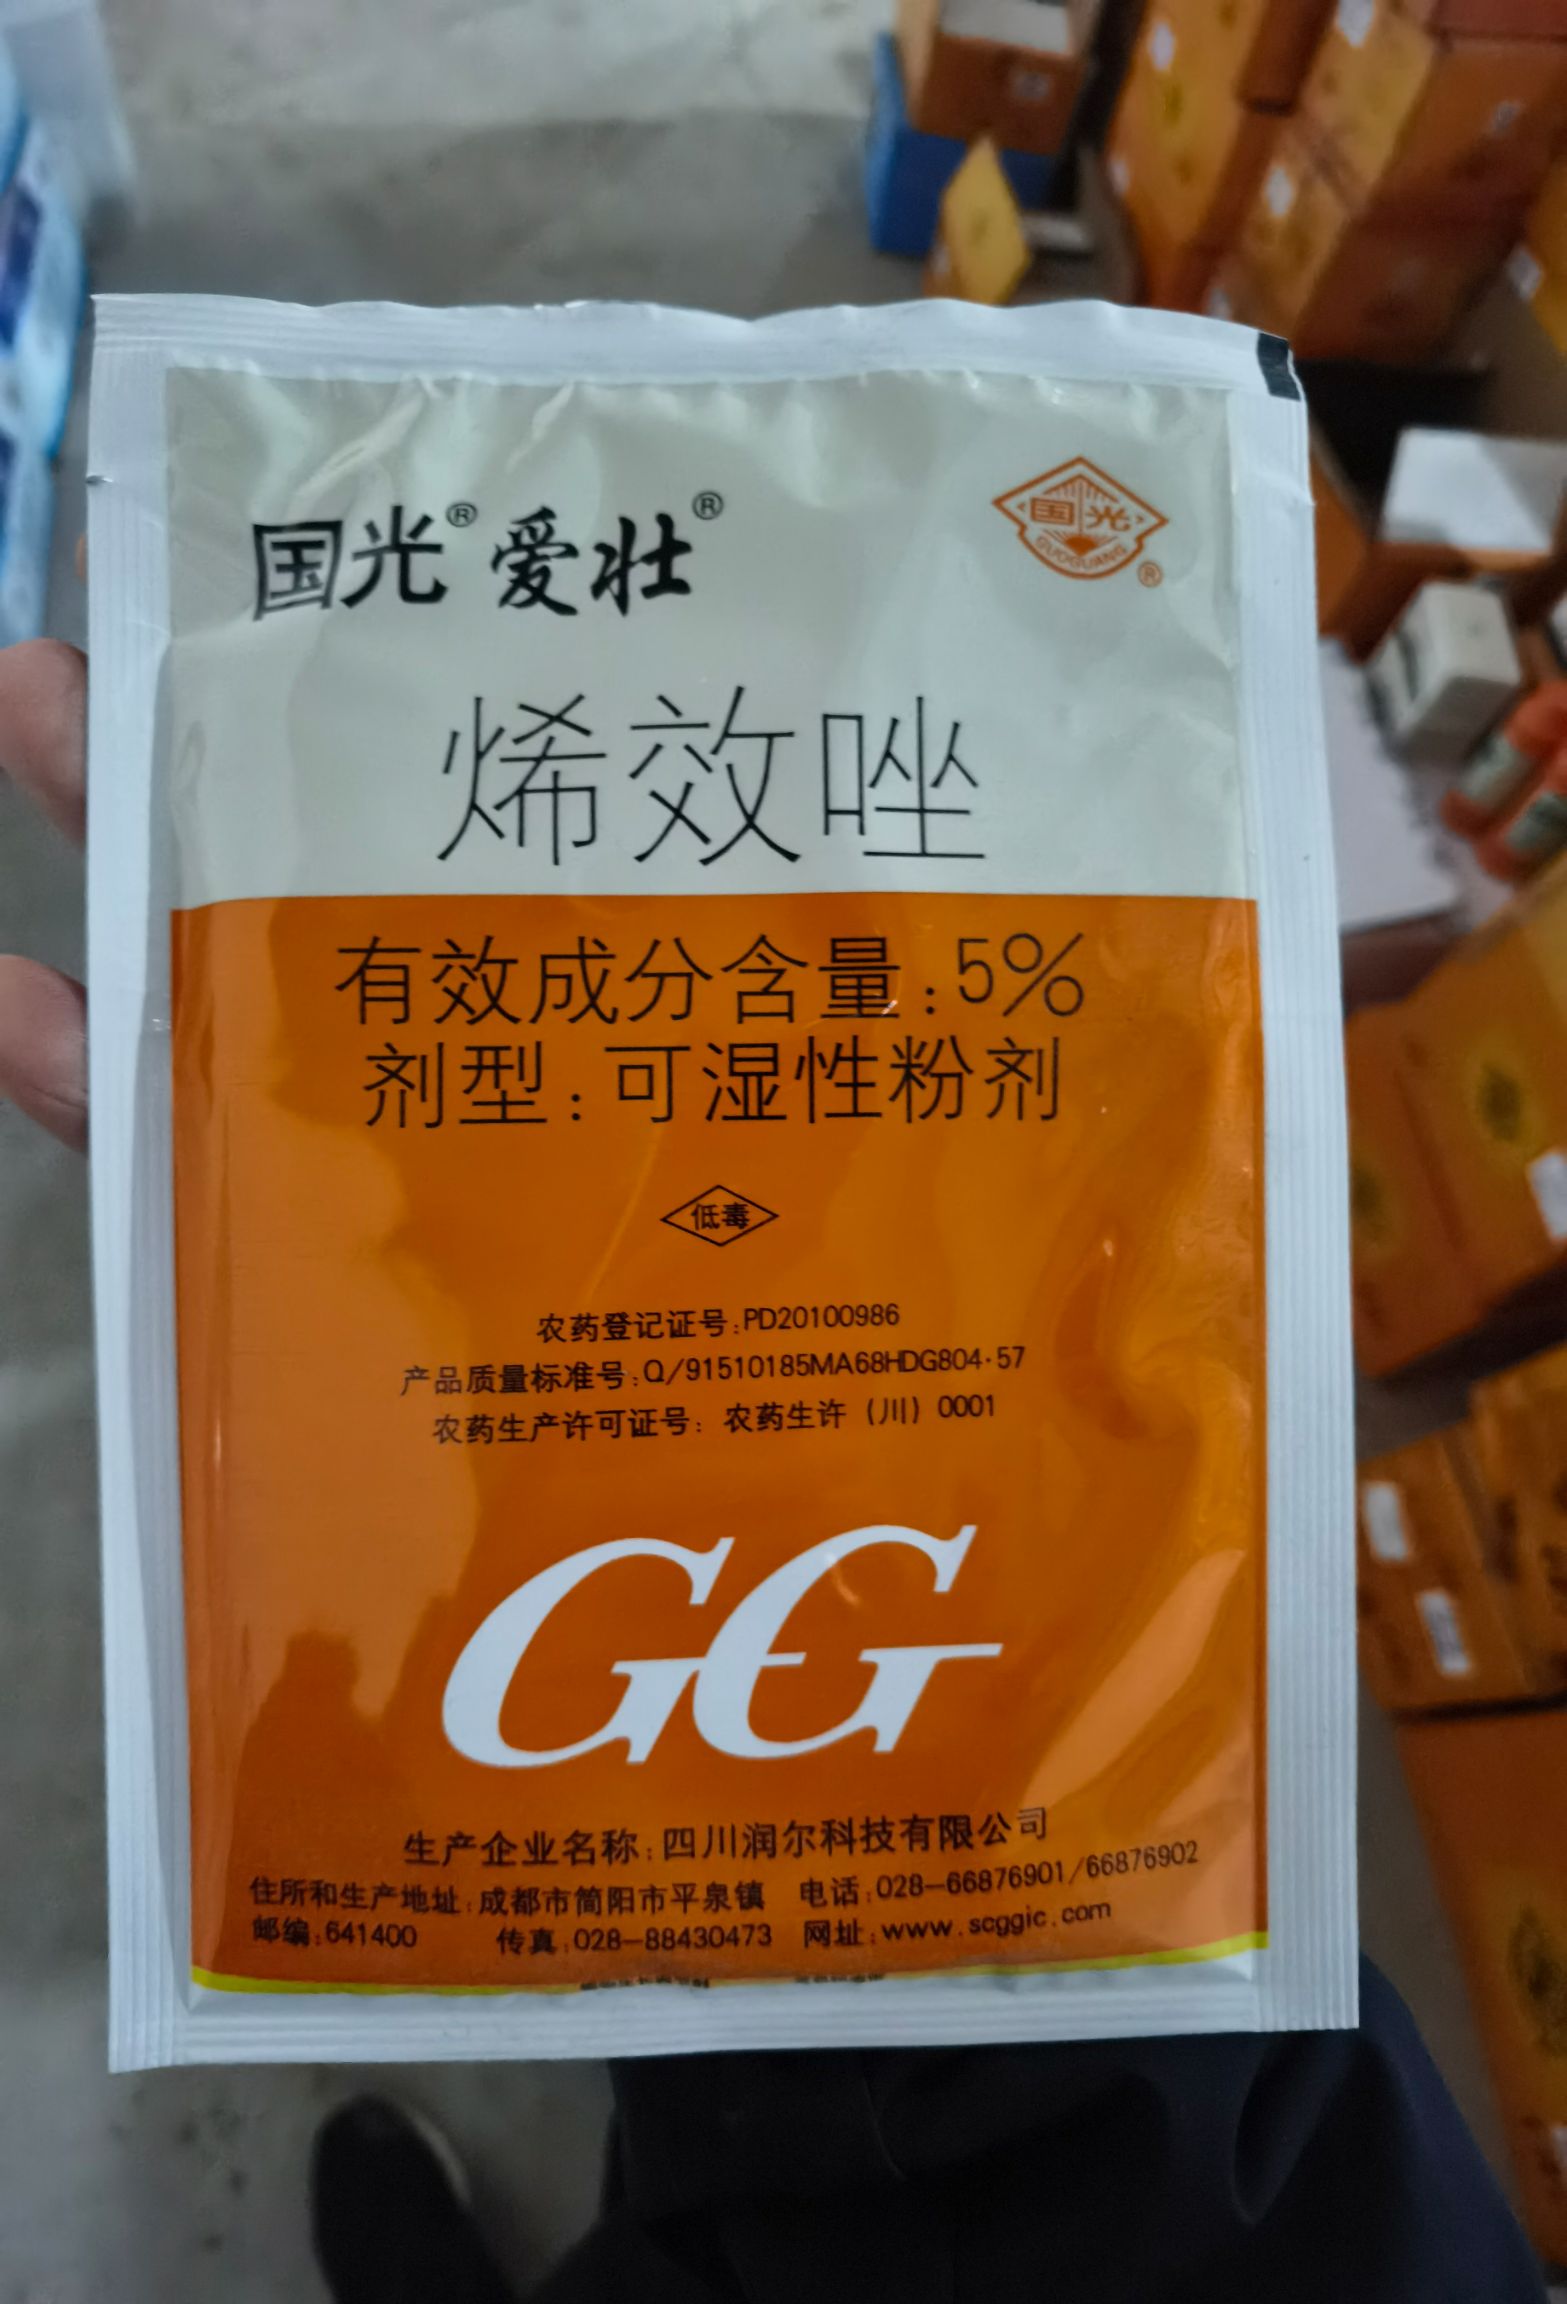 国光® 爱壮®
国光
GUOGUANG
®
烯效唑
有效成分含量:5%
剂型:可湿性粉剂
低毒
农药登记证号:PD20100986
产品质量标准号:Q/91510185MA68HDG804·57
农药生产许可证号: 农药生许 (川) 0001
GG
生产企业名称:四川润尔科技有限公司
住所和生产地址:成都市简阳市平泉镇 电话:028-66876901/66876902
邮编:641400 传真:028-88430473 网址:www.scggic.com